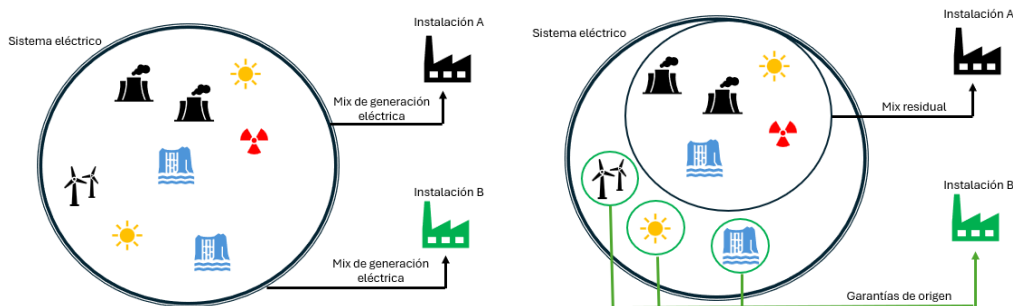 Instalación A
Sistema eléctrico
Mix de generación
eléctrica
Instalación B
Mix de generación
eléctrica
Instalación A
Sistema eléctrico
Mix residual
Instalación B
Garantías de origen